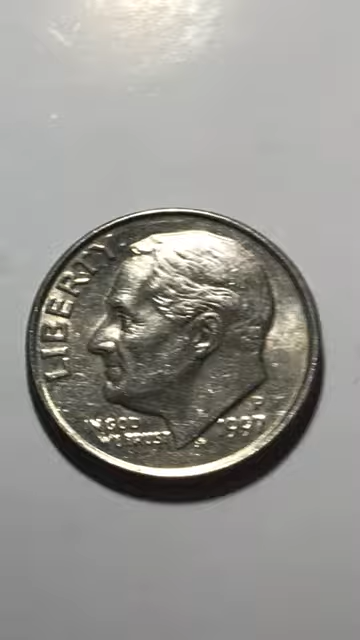 LIBERTY
IN GOD
WE TRUST
P
1997